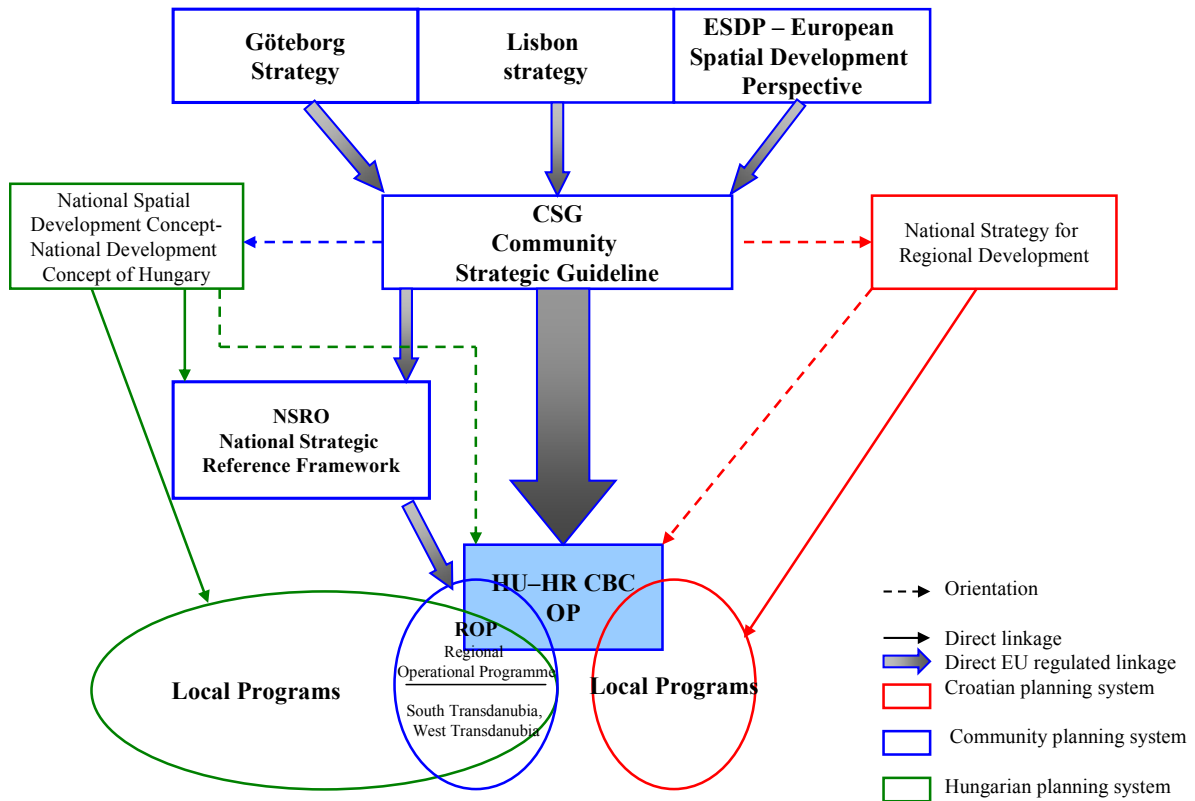 Göteborg
Strategy
Lisbon
strategy
ESDP – European
Spatial Development
Perspective
National Spatial
Development Concept-
National Development
Concept of Hungary
CSG
Community
Strategic Guideline
National Strategy for
Regional Development
NSRO
National Strategic
Reference Framework
HU–HR CBC
OP
ROP
Regional
Operational Programme
South Transdanubia,
West Transdanubia
Local Programs
Local Programs
Orientation
Direct linkage
Direct EU regulated linkage
Croatian planning system
Community planning system
Hungarian planning system